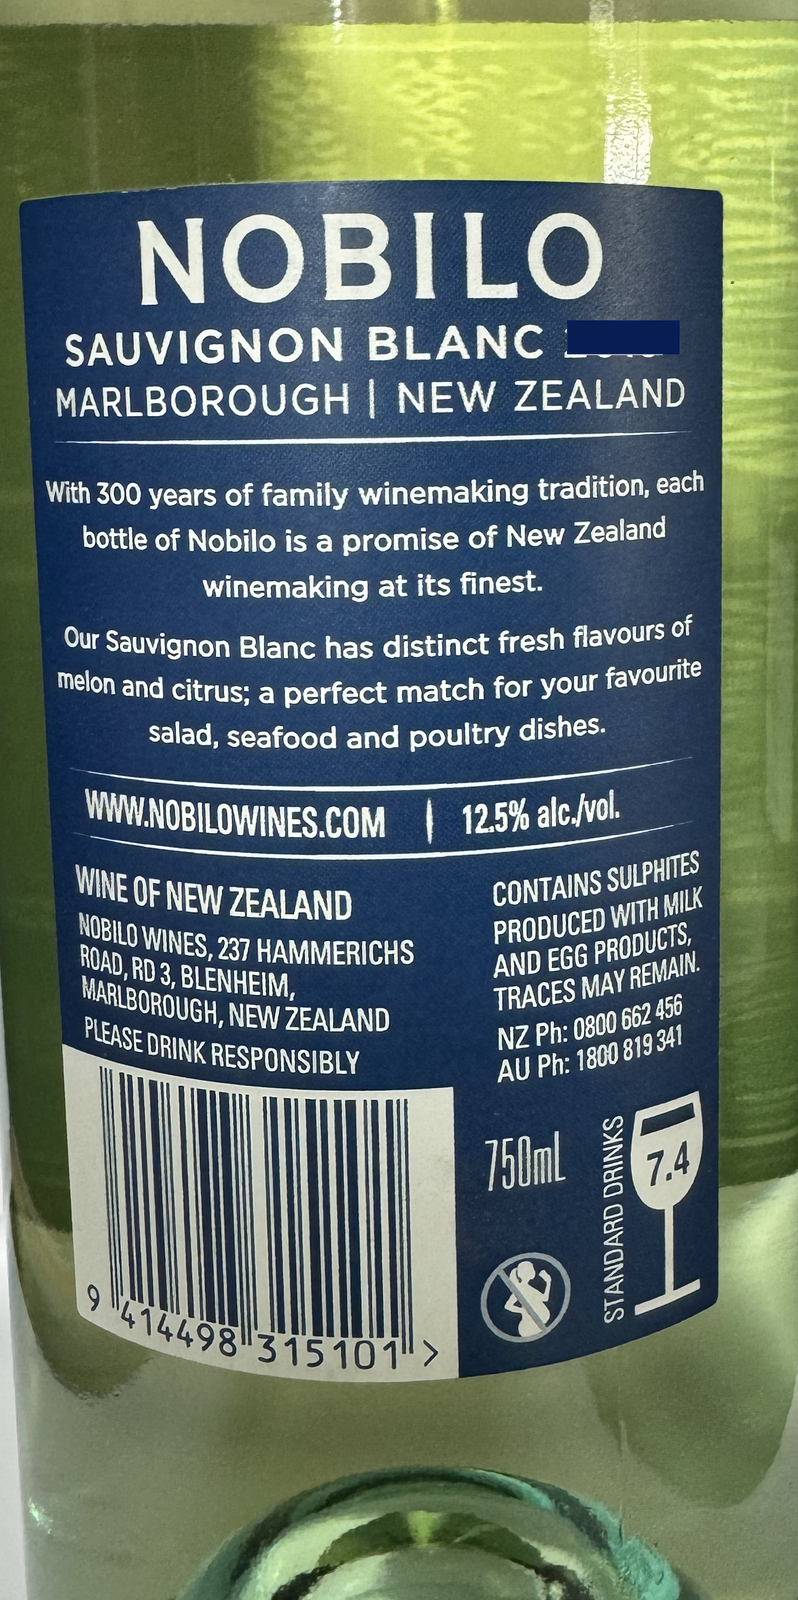 NOBILO
SAUVIGNON BLANC
MARLBOROUGH | NEW ZEALAND
With 300 years of family winemaking tradition, each
bottle of Nobilo is a promise of New Zealand
winemaking at its finest.
Our Sauvignon Blanc has distinct fresh flavours of
melon and citrus; a perfect match for your favourite
salad, seafood and poultry dishes.
WWW.NOBILOWINES.COM | 12.5% alc./vol.
WINE OF NEW ZEALAND
NOBILO WINES, 237 HAMMERICHS
ROAD, RD 3, BLENHEIM,
MARLBOROUGH, NEW ZEALAND
PLEASE DRINK RESPONSIBLY
CONTAINS SULPHITES
PRODUCED WITH MILK
AND EGG PRODUCTS,
TRACES MAY REMAIN.
NZ Ph: 0800 662 456
AU Ph: 1800 819 341
750mL
STANDARD DRINKS
7.4
9 414498 315101 >